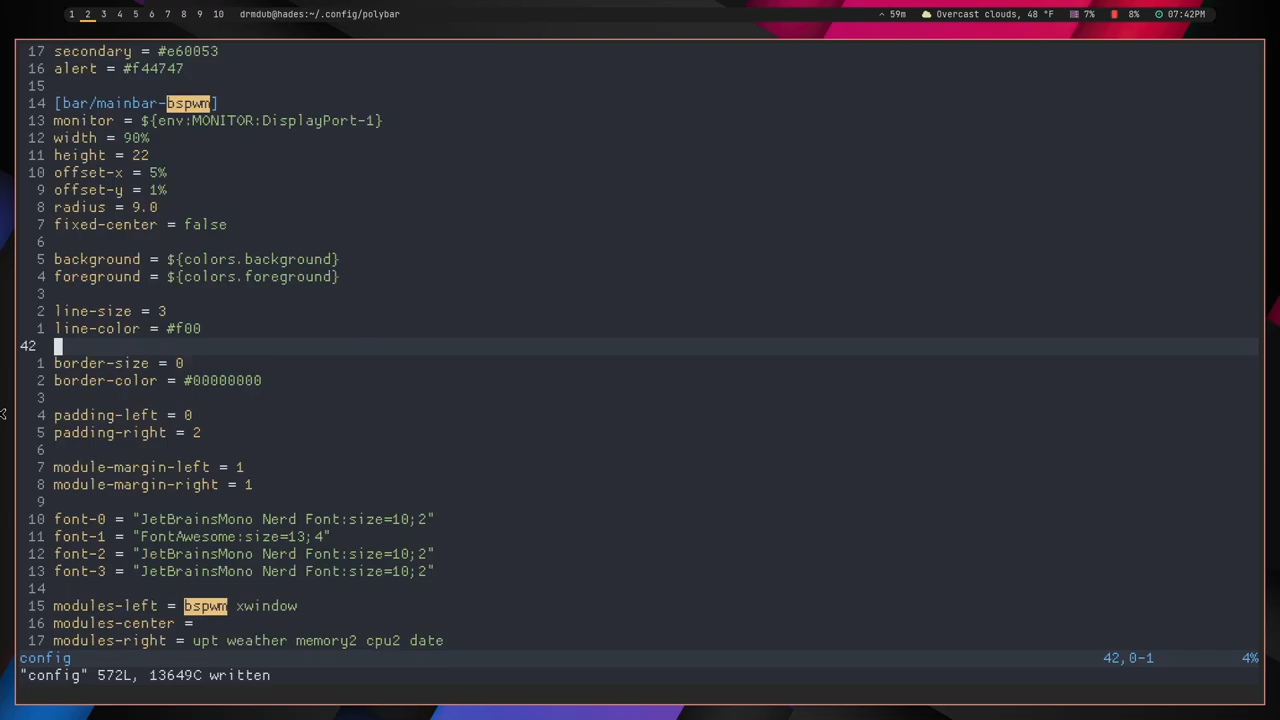 1 2 3 4 5 6 7 8 9 10 drmdub@hades:~/.config/polybar 59m Overcast clouds, 48 °F 7% 8% 07:42PM
17 secondary = #e60053
16 alert = #f44747
15
14 [bar/mainbar-bspwm]
13 monitor = ${env:MONITOR:DisplayPort-1}
12 width = 90%
11 height = 22
10 offset-x = 5%
9 offset-y = 1%
8 radius = 9.0
7 fixed-center = false
6
5 background = ${colors.background}
4 foreground = ${colors.foreground}
3
2 line-size = 3
1 line-color = #f00
42
1 border-size = 0
2 border-color = #00000000
3
4 padding-left = 0
5 padding-right = 2
6
7 module-margin-left = 1
8 module-margin-right = 1
9
10 font-0 = "JetBrainsMono Nerd Font:size=10;2"
11 font-1 = "FontAwesome:size=13;4"
12 font-2 = "JetBrainsMono Nerd Font:size=10;2"
13 font-3 = "JetBrainsMono Nerd Font:size=10;2"
14
15 modules-left = bspwm xwindow
16 modules-center =
17 modules-right = upt weather memory2 cpu2 date
config 42,0-1 4%
"config" 572L, 13649C written